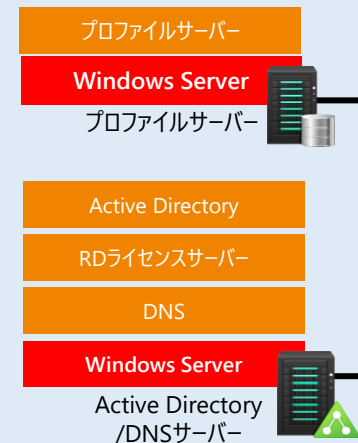 プロファイルサーバー
Windows Server
プロファイルサーバー
Active Directory
RDライセンスサーバー
DNS
Windows Server
Active Directory
/DNSサーバー